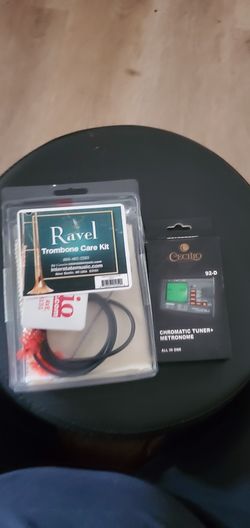 Ravel
Trombone Care Kit
interstatemusic.com
CECILIO
92-D
CHROMATIC TUNER+
METRONOME
ALL IN ONE